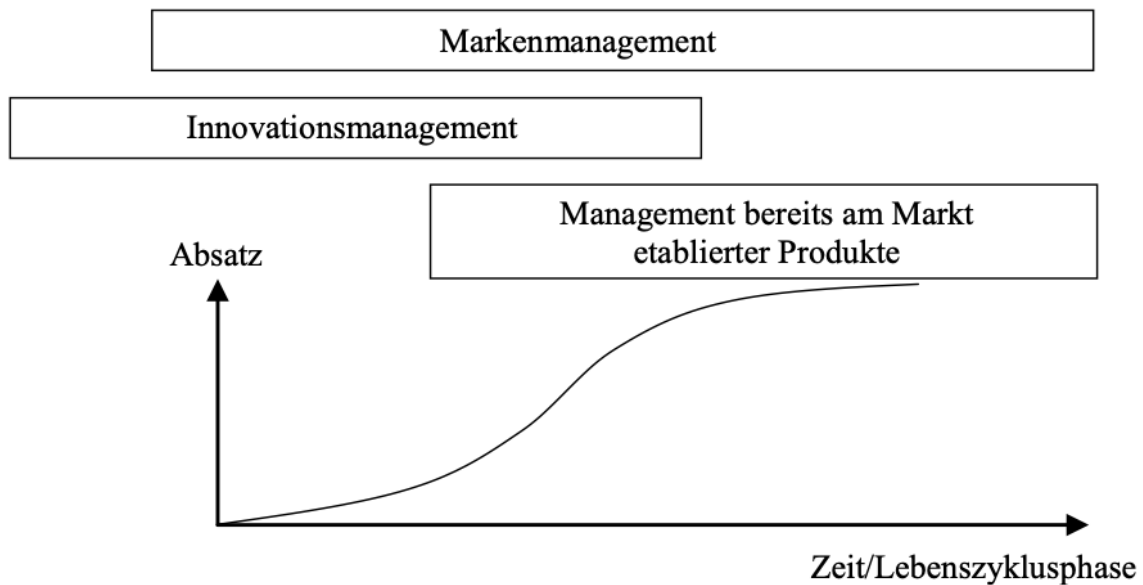 Markenmanagement
Innovationsmanagement
Management bereits am Markt
etablierter Produkte
Absatz
Zeit/Lebenszyklusphase